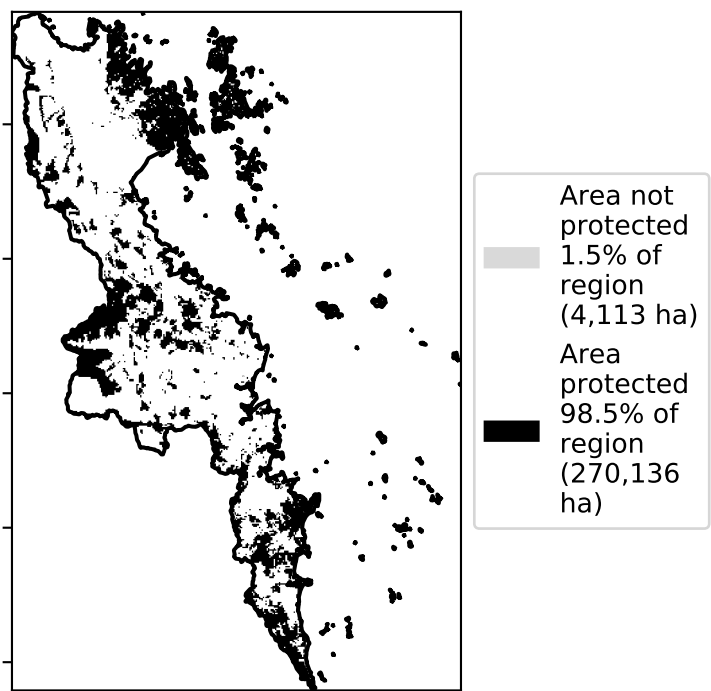 Area not
protected
1.5% of
region
(4,113 ha)
Area
protected
98.5% of
region
(270,136
ha)